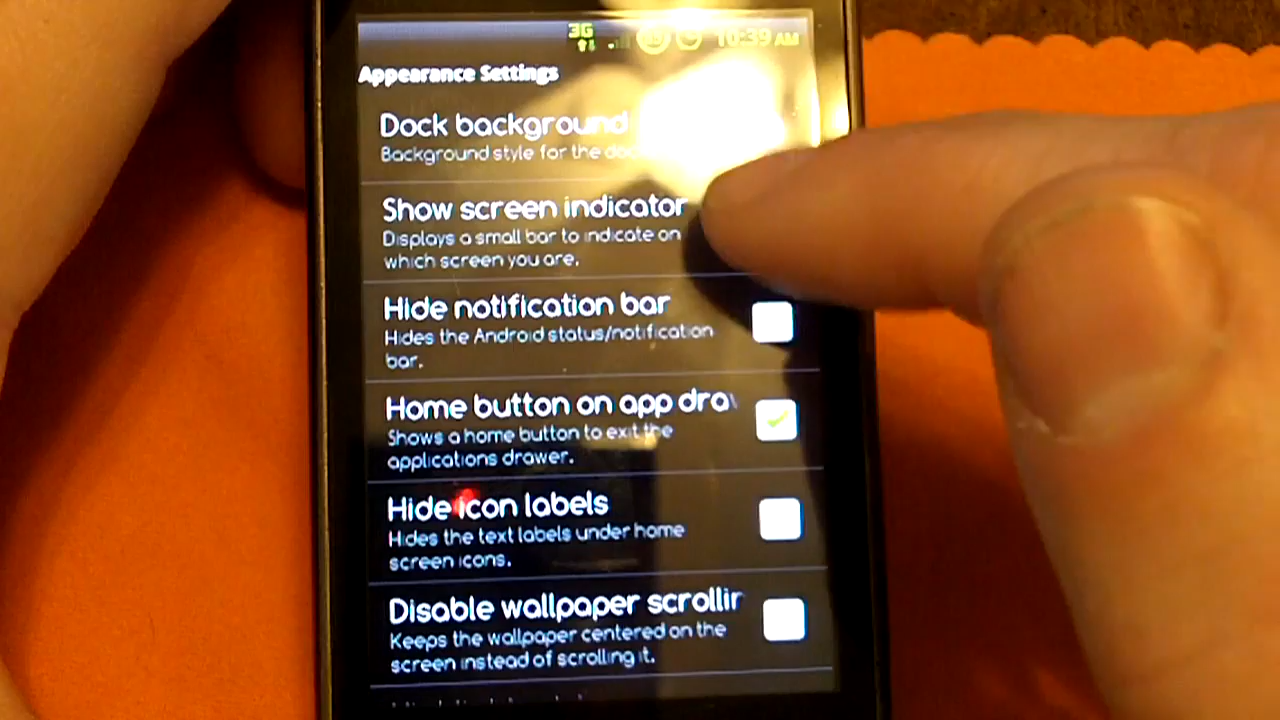 3G 10:39 AM
Appearance Settings
Dock background
Background style for the
Show screen indicator
Displays a small bar to indicate on
which screen you are.
Hide notification bar
Hides the Android status/notification
bar.
Home button on app dra
Shows a home button to exit the
applications drawer.
Hide icon labels
Hides the text labels under home
screen icons.
Disable wallpaper scrollin
Keeps the wallpaper centered on the
screen instead of scrolling it.